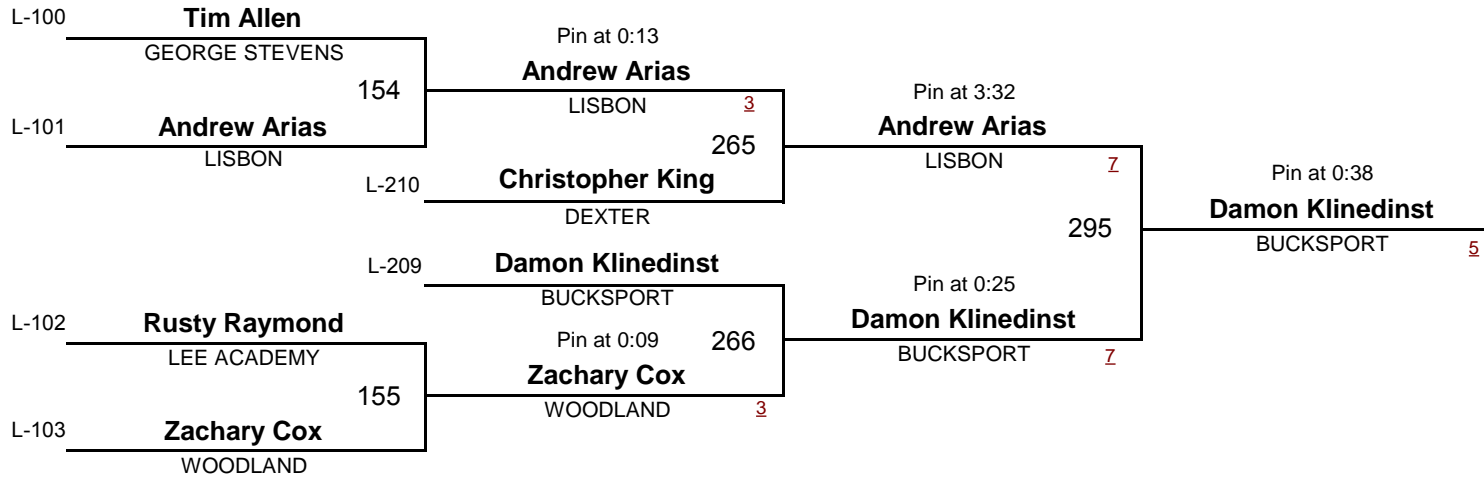 L-100
Tim Allen
GEORGE STEVENS
154
L-101
Andrew Arias
LISBON
Pin at 0:13
Andrew Arias
LISBON
3
265
L-210
Christopher King
DEXTER
Pin at 3:32
Andrew Arias
LISBON
7
295
Pin at 0:38
Damon Klinedinst
BUCKSPORT
5
L-209
Damon Klinedinst
BUCKSPORT
266
Pin at 0:25
Damon Klinedinst
BUCKSPORT
7
L-102
Rusty Raymond
LEE ACADEMY
155
Pin at 0:09
Zachary Cox
WOODLAND
3
L-103
Zachary Cox
WOODLAND